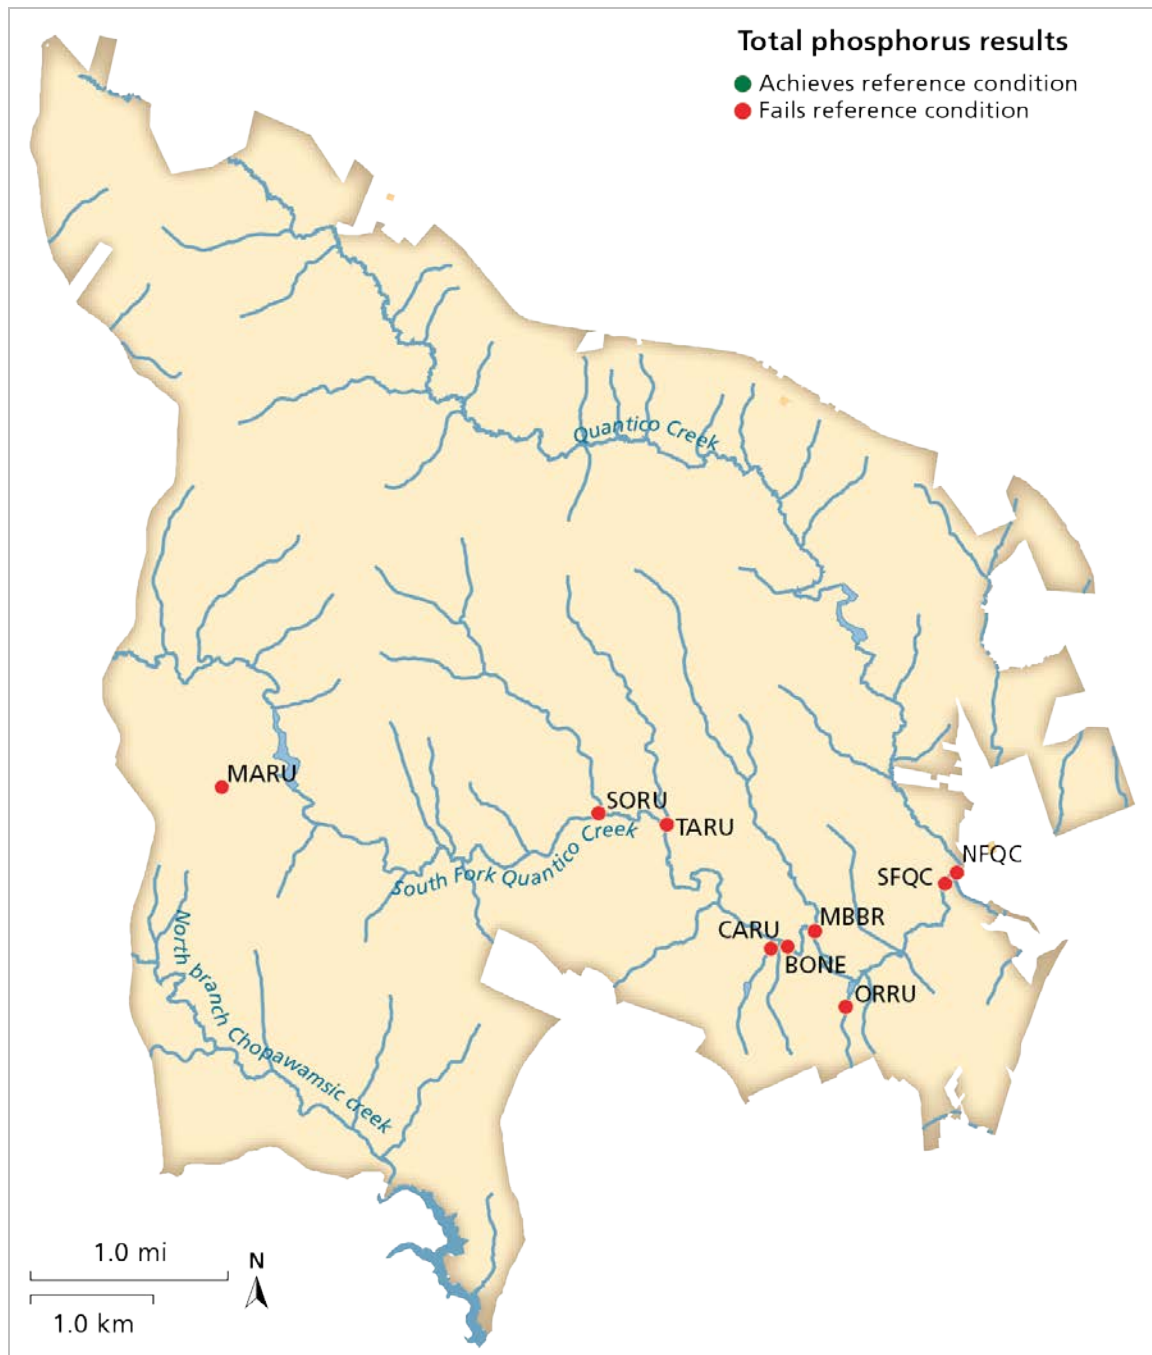 Total phosphorus results
Achieves reference condition
Fails reference condition
Quantico Creek
MARU
SORU
TARU
South Fork Quantico Creek
NFQC
SFQC
MBBR
CARU
BONE
ORRU
North branch Chopawamsic creek
1.0 mi
N
1.0 km